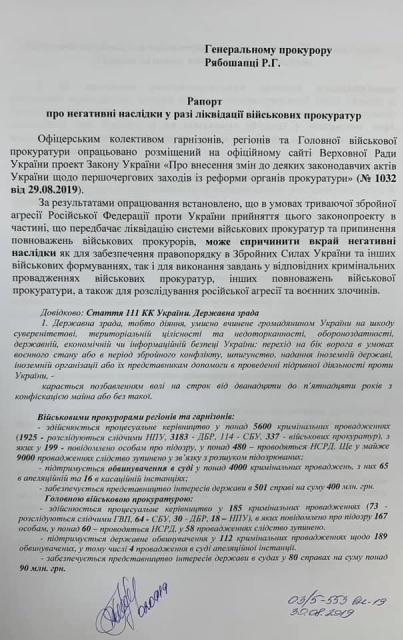 Генеральному прокурору
Рябошапці Р.Г.
Рапорт
про негативні наслідки у разі ліквідації військових прокуратур
Офіцерським колективом гарнізонів, регіонів та Головної військової
прокуратури опрацьовано розміщений на офіційному сайті Верховної Ради
України проект Закону України «Про внесення змін до деяких законодавчих актів
України щодо першочергових заходів із реформи органів прокуратури» (№ 1032
від 29.08.2019).
За результатами опрацювання встановлено, що в умовах триваючої збройної
агресії Російської Федерації проти України прийняття цього законопроекту в
частині, що передбачає ліквідацію системи військових прокуратур та припинення
повноважень військових прокурорів, може спричинити вкрай негативні
наслідки як для забезпечення правопорядку в Збройних Силах України та інших
військових формуваннях, так і для виконання завдань у відповідних кримінальних
провадженнях військових прокуратур, інших повноважень військової
прокуратури, а також для розслідування російської агресії та воєнних злочинів.
Довідково: Стаття 111 КК України. Державна зрада
1. Державна зрада, тобто діяння, умисно вчинене громадянином України на шкоду
суверенітетові, територіальній цілісності та недоторканності, обороноздатності,
державній, економічній чи інформаційній безпеці України: перехід на бік ворога в умовах
воєнного стану або в період збройного конфлікту, шпигунство, надання іноземній державі,
іноземній організації або їх представникам допомоги в проведенні підривної діяльності проти
України, -
карається позбавленням волі на строк від дванадцяти до п'ятнадцяти років з
конфіскацією майна або без такої.
Військовими прокурорами регіонів та гарнізонів:
- здійснюється процесуальне керівництво у понад 5600 кримінальних провадженнях
(1925 - розслідуються слідчими НПУ, 3183 - ДБР, 114 - СБУ, 337 - військових прокуратур), з
яких у 199 - повідомлено особам про підозру, у понад 480 – проводяться НСРД. Ще у майже
9000 провадженнях слідство зупинено у зв'язку з розшуком підозрюваних;
- підтримується обвинувачення в суді у понад 4000 кримінальних проваджень, з них 65
в апеляційній та 16 в касаційній інстанціях;
- забезпечується представництво інтересів держави в 501 справі на суму 400 млн. грн.
Головною військовою прокуратурою:
- здійснюється процесуальне керівництво у 185 кримінальних провадженнях (73 -
розслідуються слідчими ГВП, 64 - СБУ, 30 - ДБР, 18 – НПУ), в яких повідомлено про підозру 167
особам, у понад 60 – проводяться НСРД, у 58 провадженнях слідство зупинено.
- підтримується державне обвинувачення у 112 кримінальних провадженнях щодо 189
обвинувачених, у тому числі 4 провадження в суді апеляційної інстанції.
- забезпечується представництво інтересів держави в судах у 80 справах на суму понад
90 млн. грн.
30.08.2019